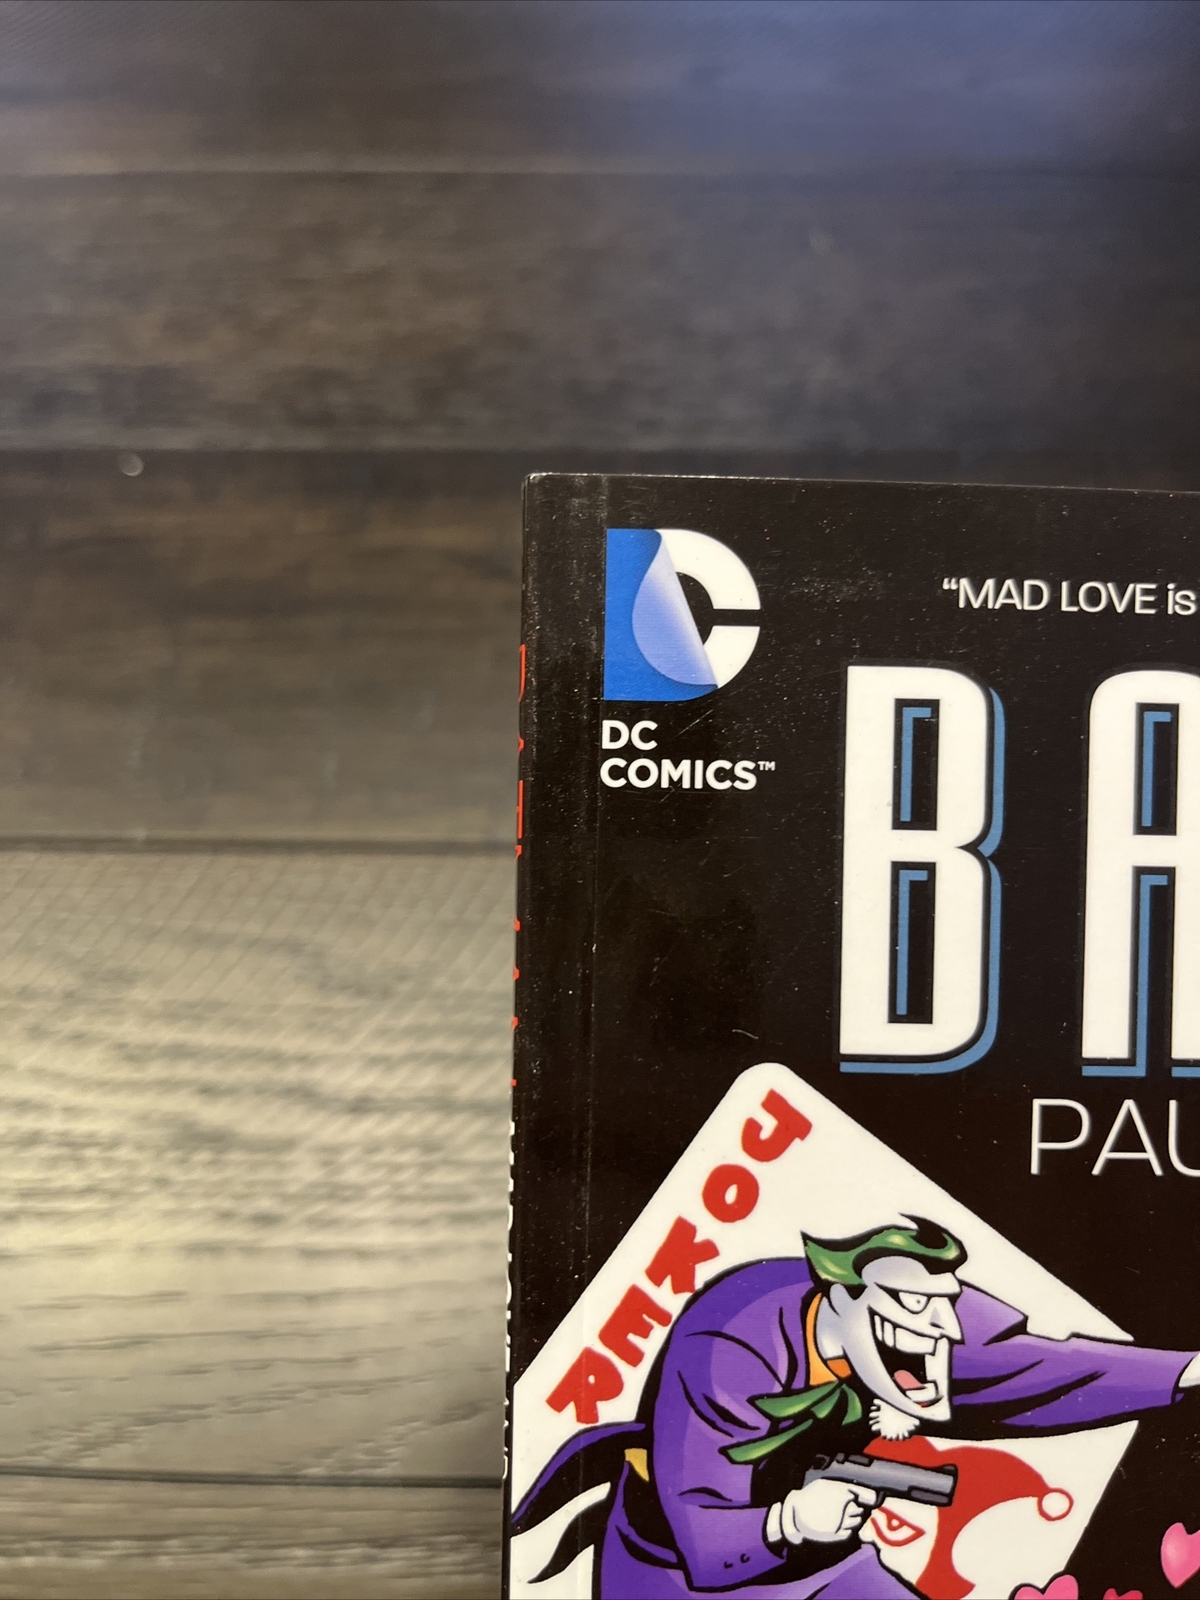 “MAD LOVE is
DC
COMICS™
BA
PAU
JOKER